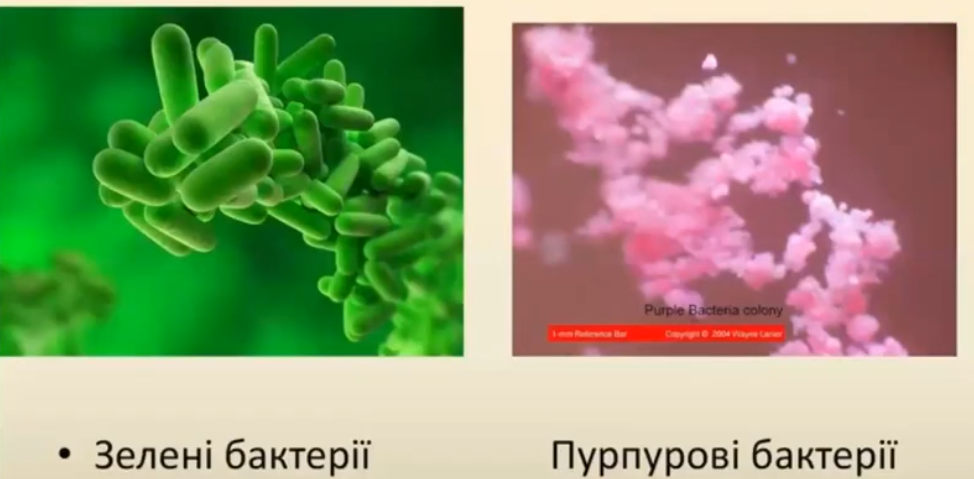 Purple Bacteria colony
1-mm Reference Bar Copyright © 2004 Wayne Lanier
• Зелені бактерії
Пурпурові бактерії